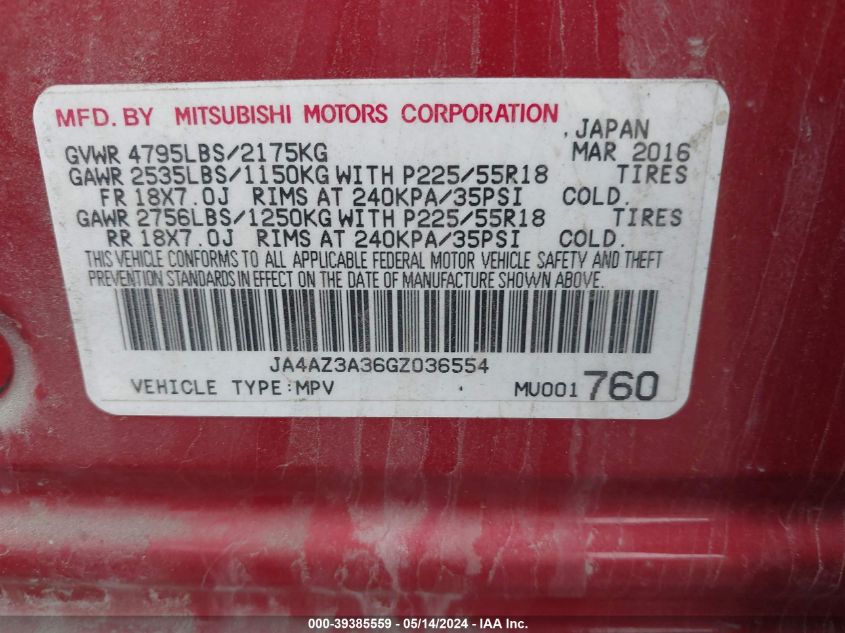 MFD. BY MITSUBISHI MOTORS CORPORATION
JAPAN
GVWR 4795LBS/2175KG MAR 2016
GAWR 2535LBS/1150KG WITH P225/55R18 TIRES
FR 18X7.0J RIMS AT 240KPA/35PSI COLD.
GAWR 2756LBS/1250KG WITH P225/55R18 TIRES
RR 18X7.0J RIMS AT 240KPA/35PSI COLD.
THIS VEHICLE CONFORMS TO ALL APPLICABLE FEDERAL MOTOR VEHICLE SAFETY AND THEFT
PREVENTION STANDARDS IN EFFECT ON THE DATE OF MANUFACTURE SHOWN ABOVE.
JA4AZ3A36GZ036554
VEHICLE TYPE:MPV MU001760
000-39385559 - 05/14/2024 - IAA Inc.